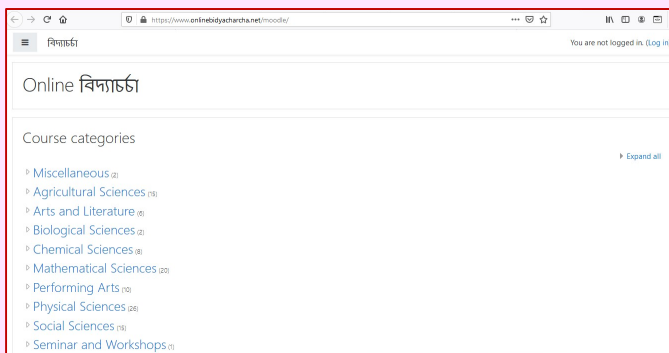 https://www.onlinebidyacharcha.net/moodle/
বিদ্যাচর্চা
You are not logged in. (Log in
Online বিদ্যাচর্চা
Course categories
Expand all
Miscellaneous (2)
Agricultural Sciences (15)
Arts and Literature (6)
Biological Sciences (2)
Chemical Sciences (8)
Mathematical Sciences (20)
Performing Arts (10)
Physical Sciences (26)
Social Sciences (15)
Seminar and Workshops (1)